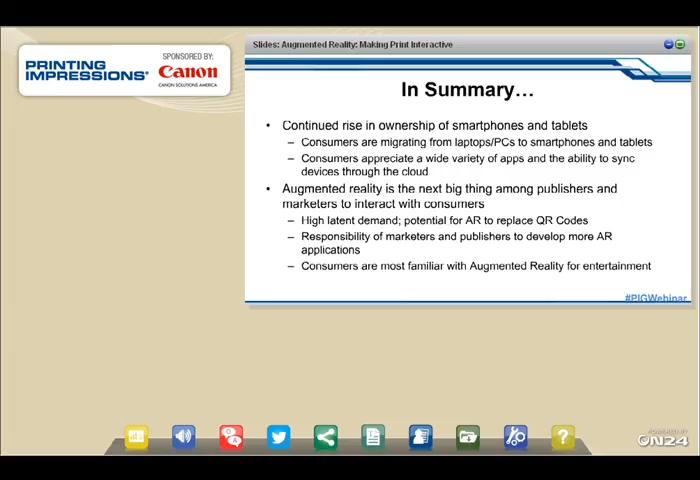 PRINTING
IMPRESSIONS
SPONSORED BY:
Canon
CANON SOLUTIONS AMERICA
Slides: Augmented Reality: Making Print Interactive
In Summary…
• Continued rise in ownership of smartphones and tablets
– Consumers are migrating from laptops/PCs to smartphones and tablets
– Consumers appreciate a wide variety of apps and the ability to sync
devices through the cloud
• Augmented reality is the next big thing among publishers and
marketers to interact with consumers
– High latent demand; potential for AR to replace QR Codes
– Responsibility of marketers and publishers to develop more AR
applications
– Consumers are most familiar with Augmented Reality for entertainment
#PIGWebinar
Q
A
?
POWERED BY
ON24